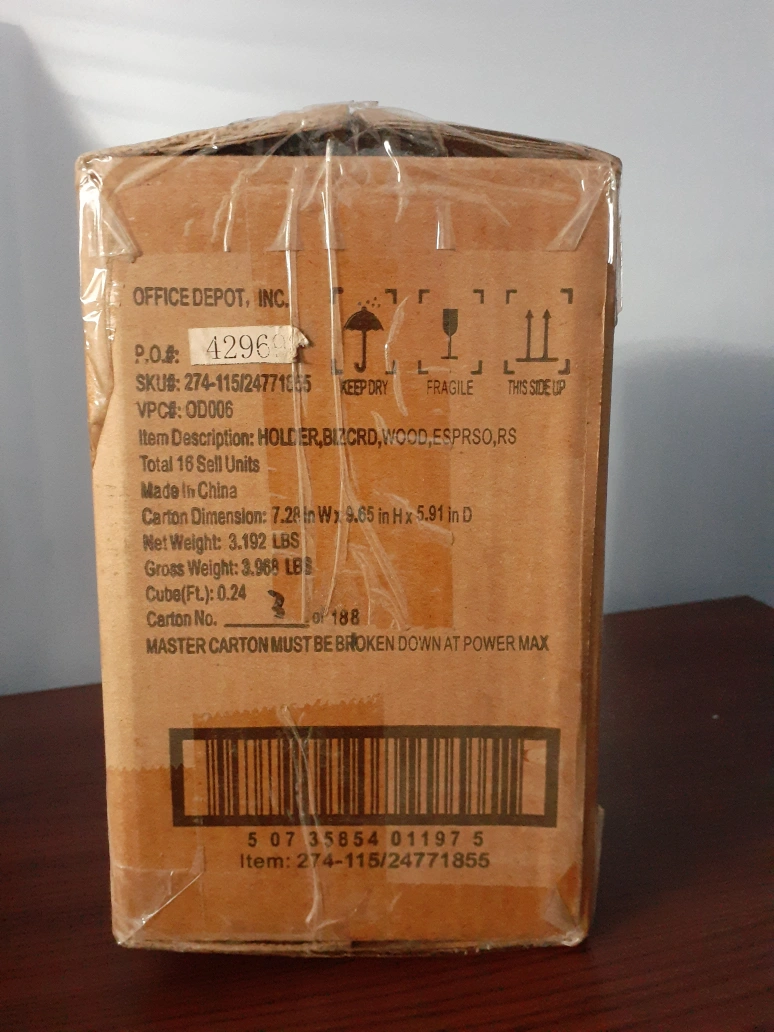 OFFICE DEPOT, INC.
P.O.#: 4296
KEEP DRY FRAGILE THIS SIDE UP
SKU#: 274-115/24771855
VPC#: OD006
Item Description: HOLDER,BIZCRD,WOOD,ESPRSO,RS
Total 16 Sell Units
Made In China
Carton Dimension: 7.28 in W x 9.65 in H x 5.91 in D
Net Weight: 3.192 LBS
Gross Weight: 3.968 LBS
Cube(Ft.): 0.24
Carton No. of 188
MASTER CARTON MUST BE BROKEN DOWN AT POWER MAX
5 07 35854 01197 5
Item: 274-115/24771855